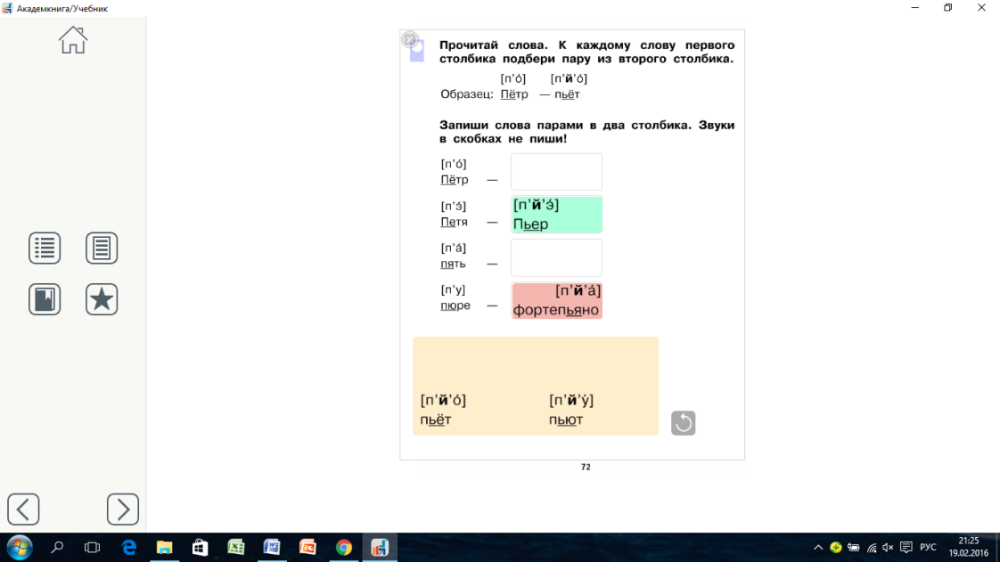 Академкнига/Учебник
Прочитай слова. К каждому слову первого
столбика подбери пару из второго столбика.
[п'о́] [п'й'о́]
Образец: Пётр — пьёт
Запиши слова парами в два столбика. Звуки
в скобках не пиши!
[п'о́]
Пётр —
[п'э́] [п'й'э́]
Петя — Пьер
[п'а́]
пять —
[п'у] [п'й'а́]
пюре — фортепьяно
[п'й'о́] [п'й'у́]
пьёт пьют
72
РУС
21:25
19.02.2016